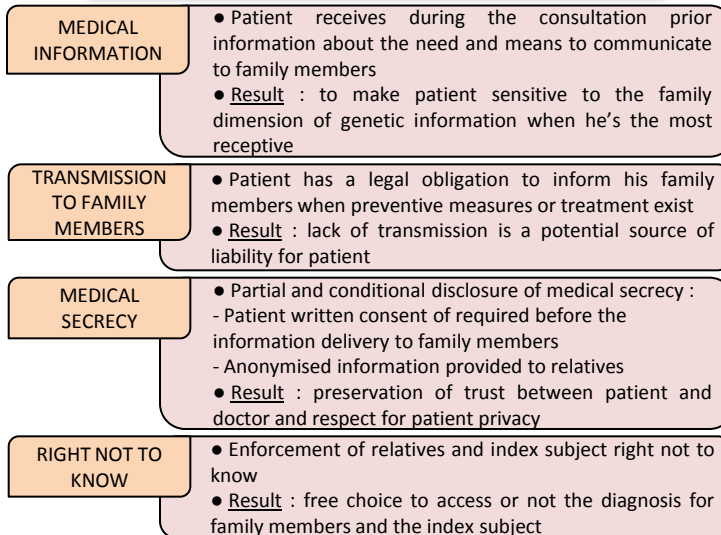 MEDICAL
INFORMATION
● Patient receives during the consultation prior
information about the need and means to communicate
to family members
● Result : to make patient sensitive to the family
dimension of genetic information when he's the most
receptive
TRANSMISSION
TO FAMILY
MEMBERS
● Patient has a legal obligation to inform his family
members when preventive measures or treatment exist
● Result : lack of transmission is a potential source of
liability for patient
MEDICAL
SECRECY
● Partial and conditional disclosure of medical secrecy :
- Patient written consent of required before the
information delivery to family members
- Anonymised information provided to relatives
● Result : preservation of trust between patient and
doctor and respect for patient privacy
RIGHT NOT TO
KNOW
● Enforcement of relatives and index subject right not to
know
● Result : free choice to access or not the diagnosis for
family members and the index subject